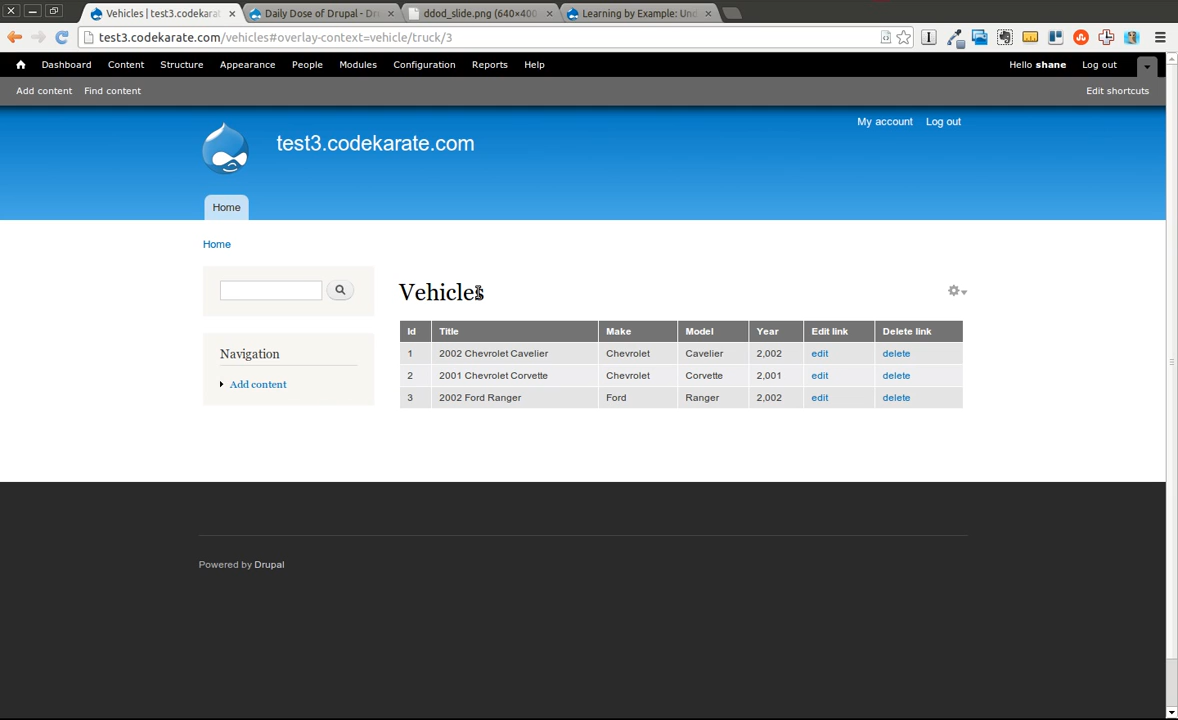 Vehicles | test3.codekarat
Daily Dose of Drupal - Dru
ddod_slide.png (640×400
Learning by Example: Und
test3.codekarate.com/vehicles#overlay-context=vehicle/truck/3
Dashboard Content Structure Appearance People Modules Configuration Reports Help Hello shane Log out
Add content Find content Edit shortcuts
My account Log out
test3.codekarate.com
Home
Home
Vehicles
Navigation
Add content
Id Title Make Model Year Edit link Delete link
1 2002 Chevrolet Cavelier Chevrolet Cavelier 2,002 edit delete
2 2001 Chevrolet Corvette Chevrolet Corvette 2,001 edit delete
3 2002 Ford Ranger Ford Ranger 2,002 edit delete
Powered by Drupal